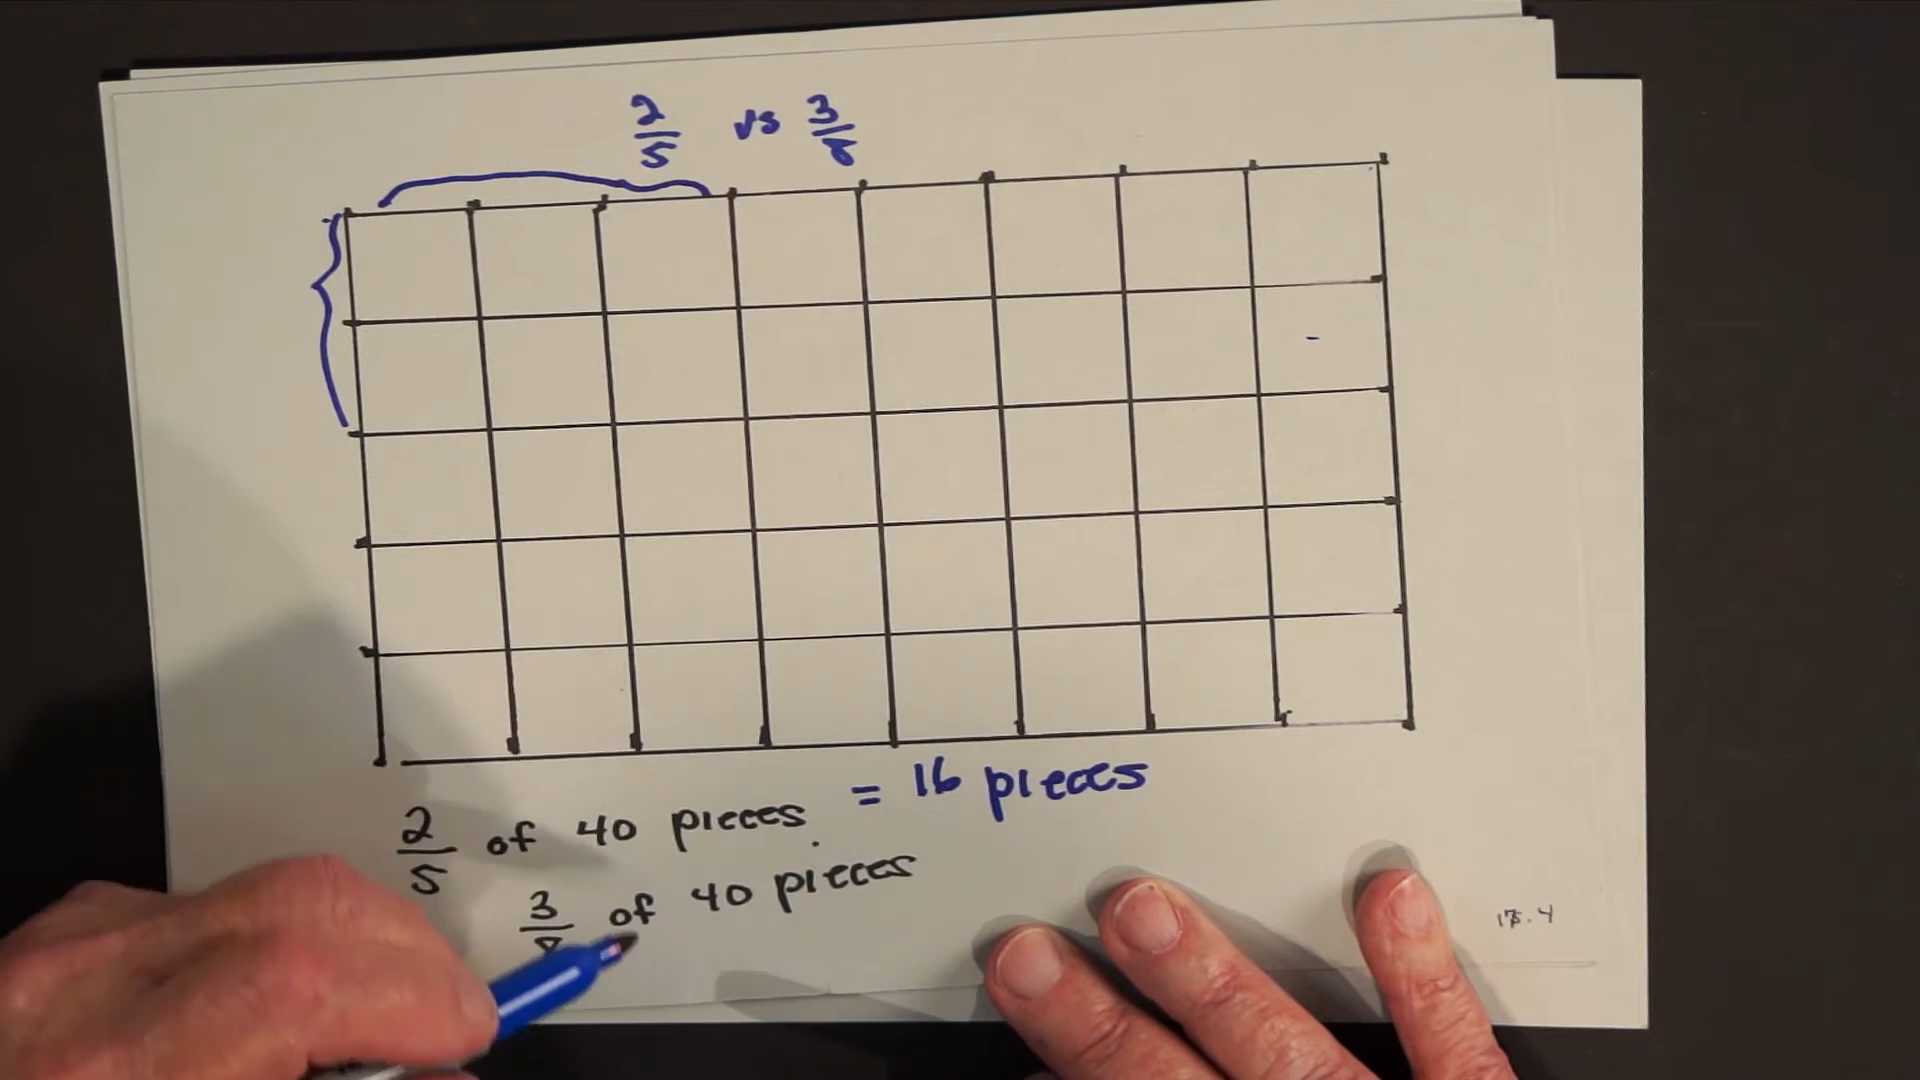 2/5 vs 3/8
2/5 of 40 pieces. = 16 pieces
3/8 of 40 pieces